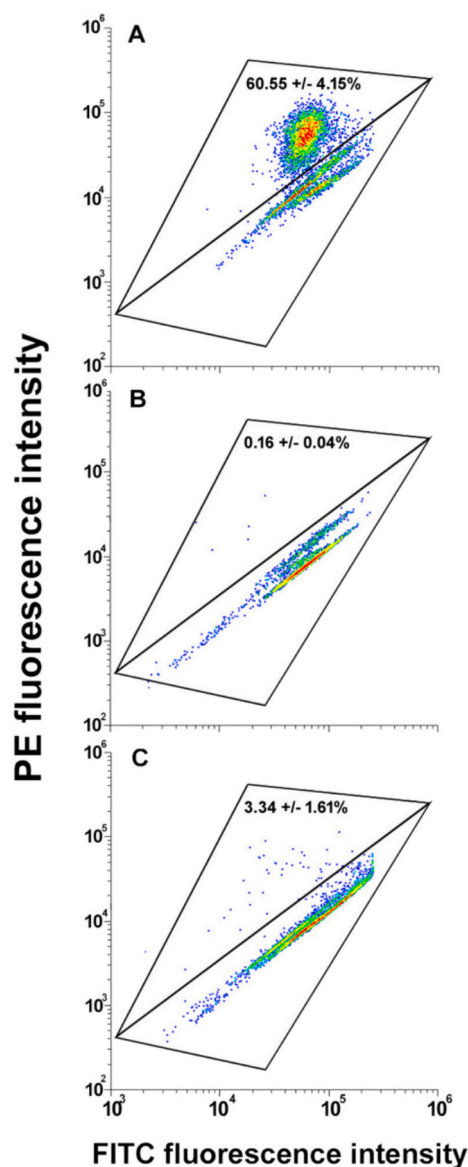 A
60.55 +/- 4.15%
10⁶
10⁵
10⁴
10³
10²
B
0.16 +/- 0.04%
10⁶
10⁵
10⁴
10³
10²
C
3.34 +/- 1.61%
10⁶
10⁵
10⁴
10³
10²
10³
10⁴
10⁵
10⁶
PE fluorescence intensity
FITC fluorescence intensity